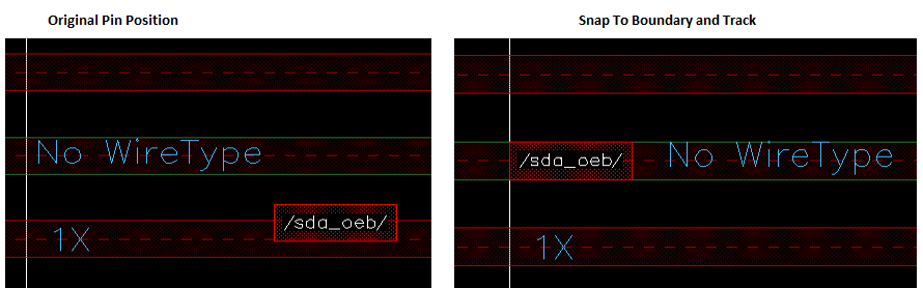 Original Pin Position
Snap To Boundary and Track
No WireType
/sda_oeb/
1X
/sda_oeb/
No WireType
1X